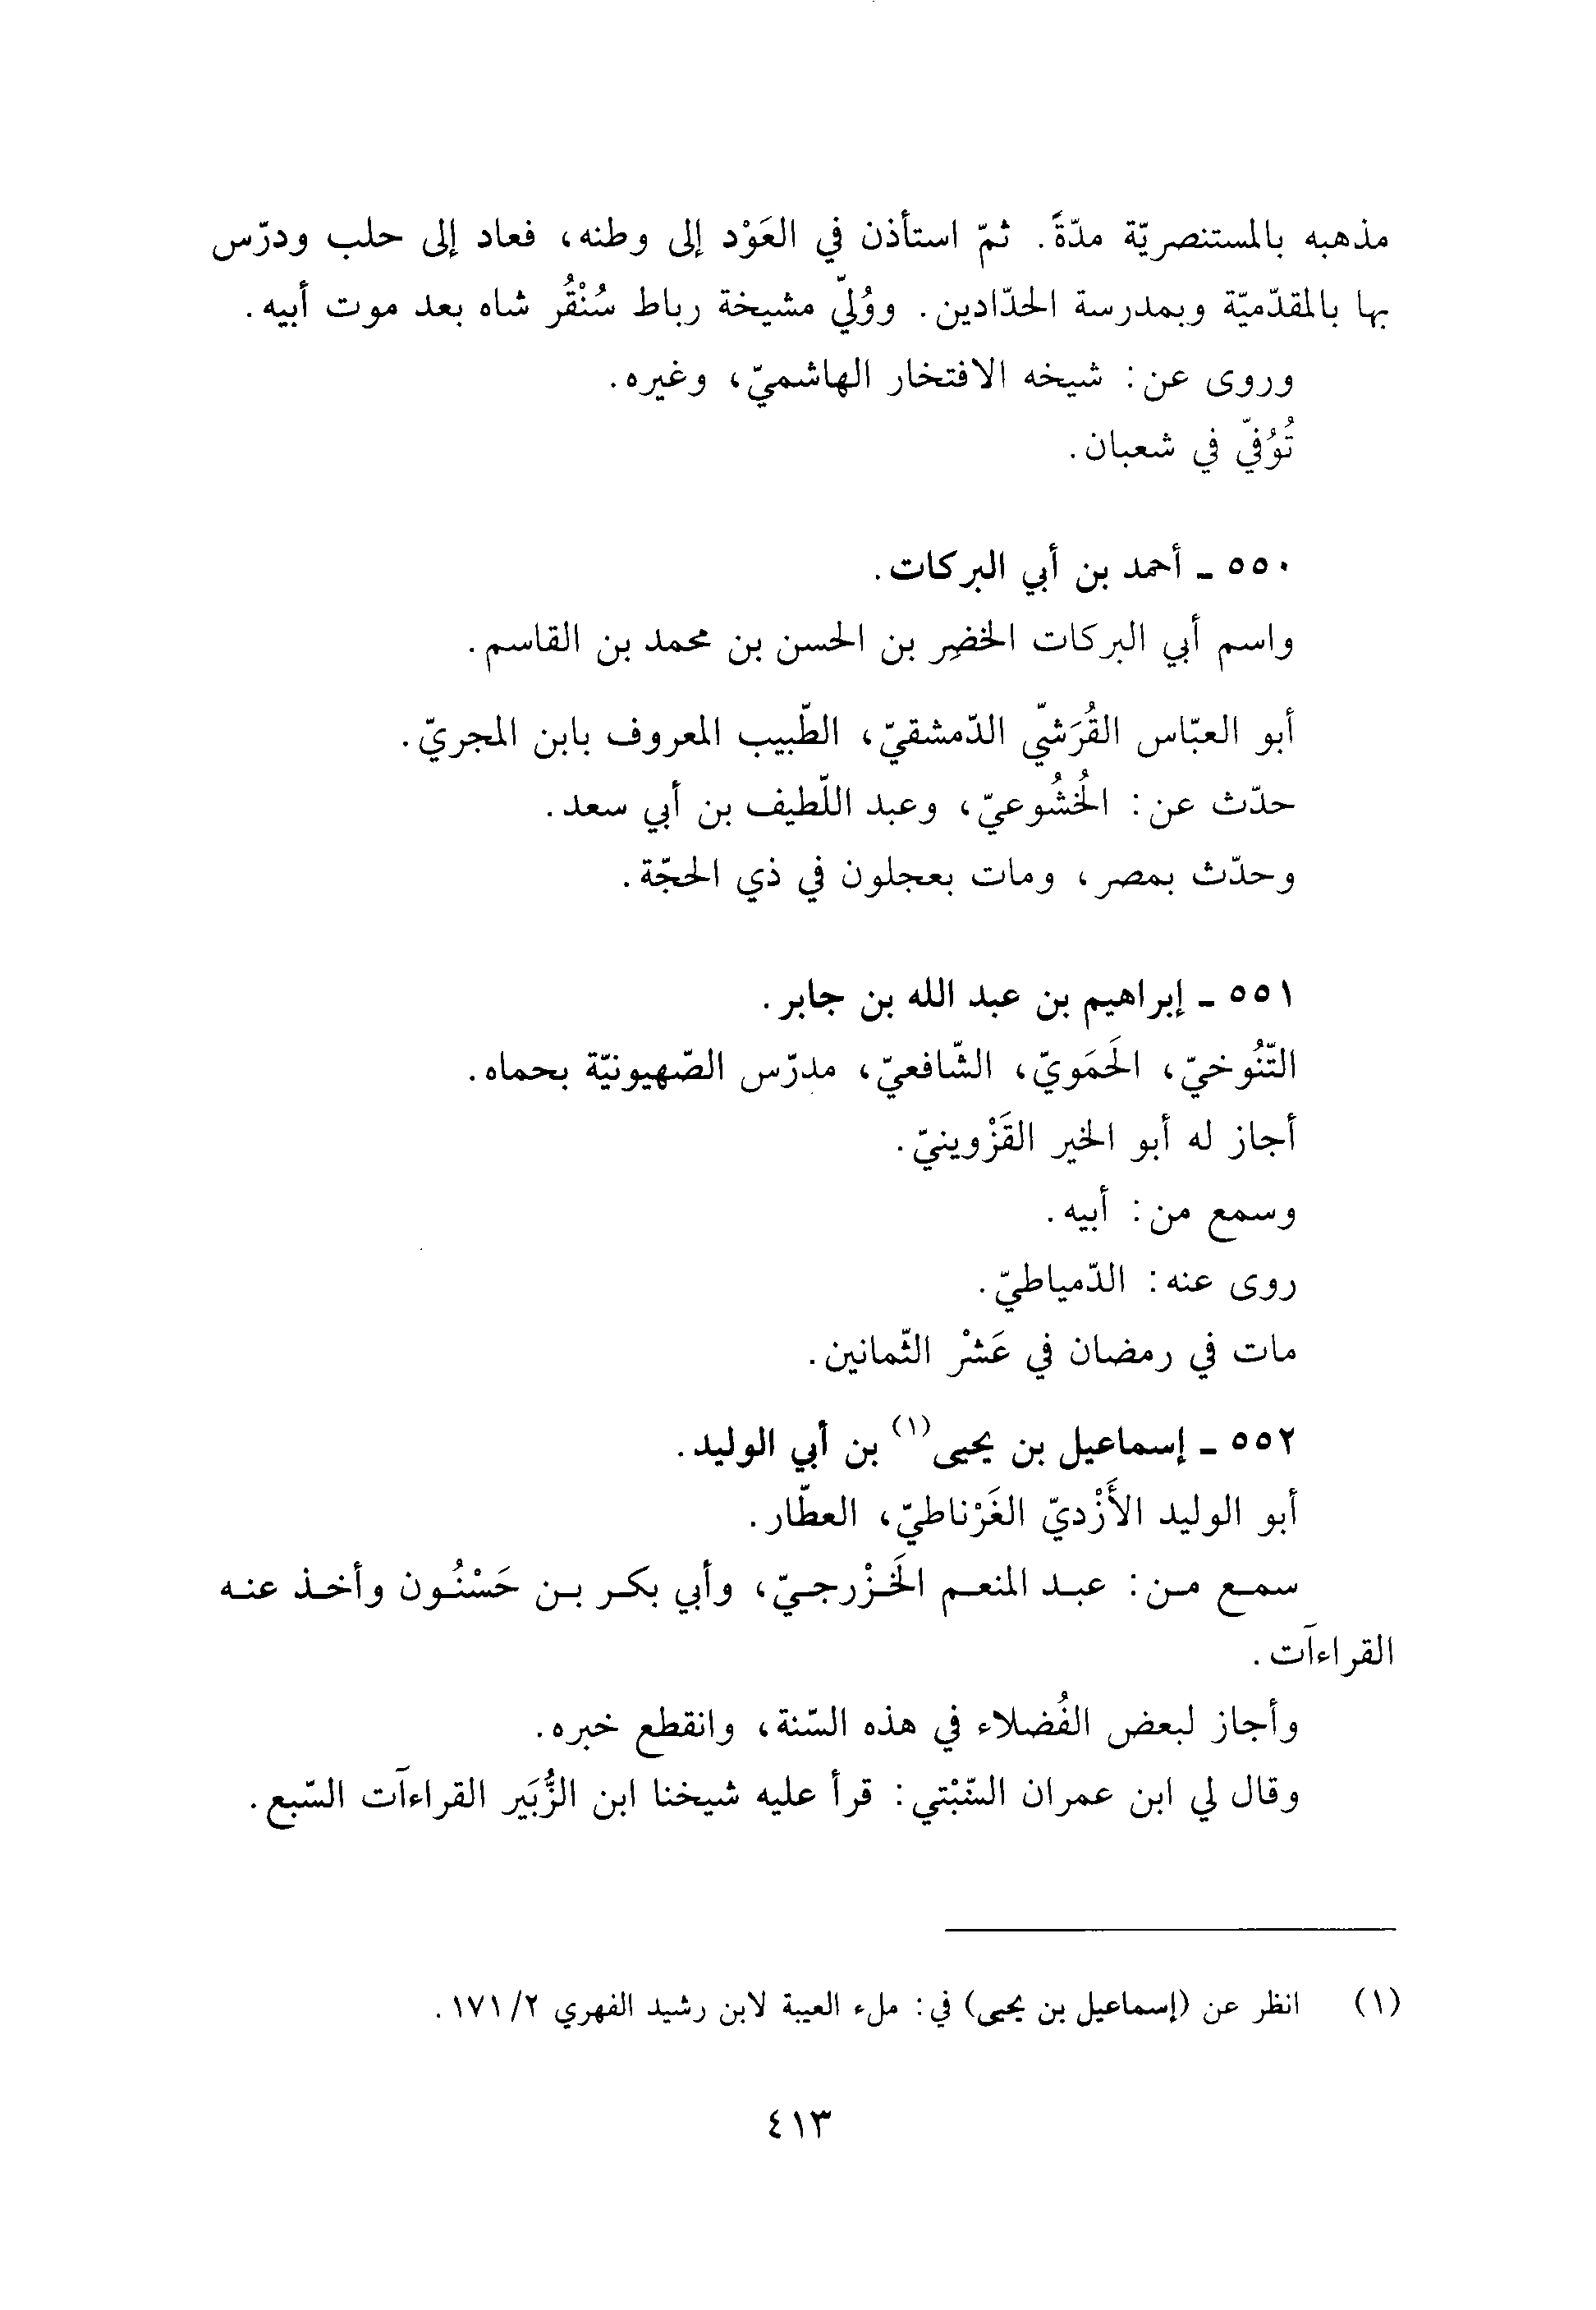 مذهبه بالمستنصريّة مدّةً. ثمّ استأذن في العَوْد إلى وطنه، فعاد إلى حلب ودرّس
بها بالمقدّميّة وبمدرسة الحدّادين. ووُلّي مشيخة رباط سُنْقُر شاه بعد موت أبيه.
وروى عن: شيخه الافتخار الهاشميّ، وغيره.
تُوُفّي في شعبان.
٥٥٠ - أحمد بن أبي البركات.
واسم أبي البركات الخضِر بن الحسن بن محمد بن القاسم.
أبو العبّاس القُرَشّي الدّمشقيّ، الطّبيب المعروف بابن المجريّ.
حدّث عن: الخُشُوعيّ، وعبد اللّطيف بن أبي سعد.
وحدّث بمصر، ومات بعجلون في ذي الحجّة.
٥٥١ - إبراهيم بن عبد الله بن جابر.
التّنُوخيّ، الحَمَويّ، الشّافعيّ، مدرّس الصّهيونيّة بحماه.
أجاز له أبو الخير القَزْوينيّ.
وسمع من: أبيه.
روى عنه: الدّمياطيّ.
مات في رمضان في عَشْر الثّمانين.
٥٥٢ - إسماعيل بن يحيى(١) بن أبي الوليد.
أبو الوليد الأَزْديّ الغَرْناطيّ، العطّار.
سمع من: عبد المنعم الخَزْرجيّ، وأبي بكر بن حَسْنُون وأخذ عنه
القراءآت.
وأجاز لبعض الفُضلاء في هذه السّنة، وانقطع خبره.
وقال لي ابن عمران السّبْتي: قرأ عليه شيخنا ابن الزُّبَير القراءآت السّبع.
(١) انظر عن (إسماعيل بن يحيى) في: ملء العيبة لابن رشيد الفهري ٢/ ١٧١.
٤١٣